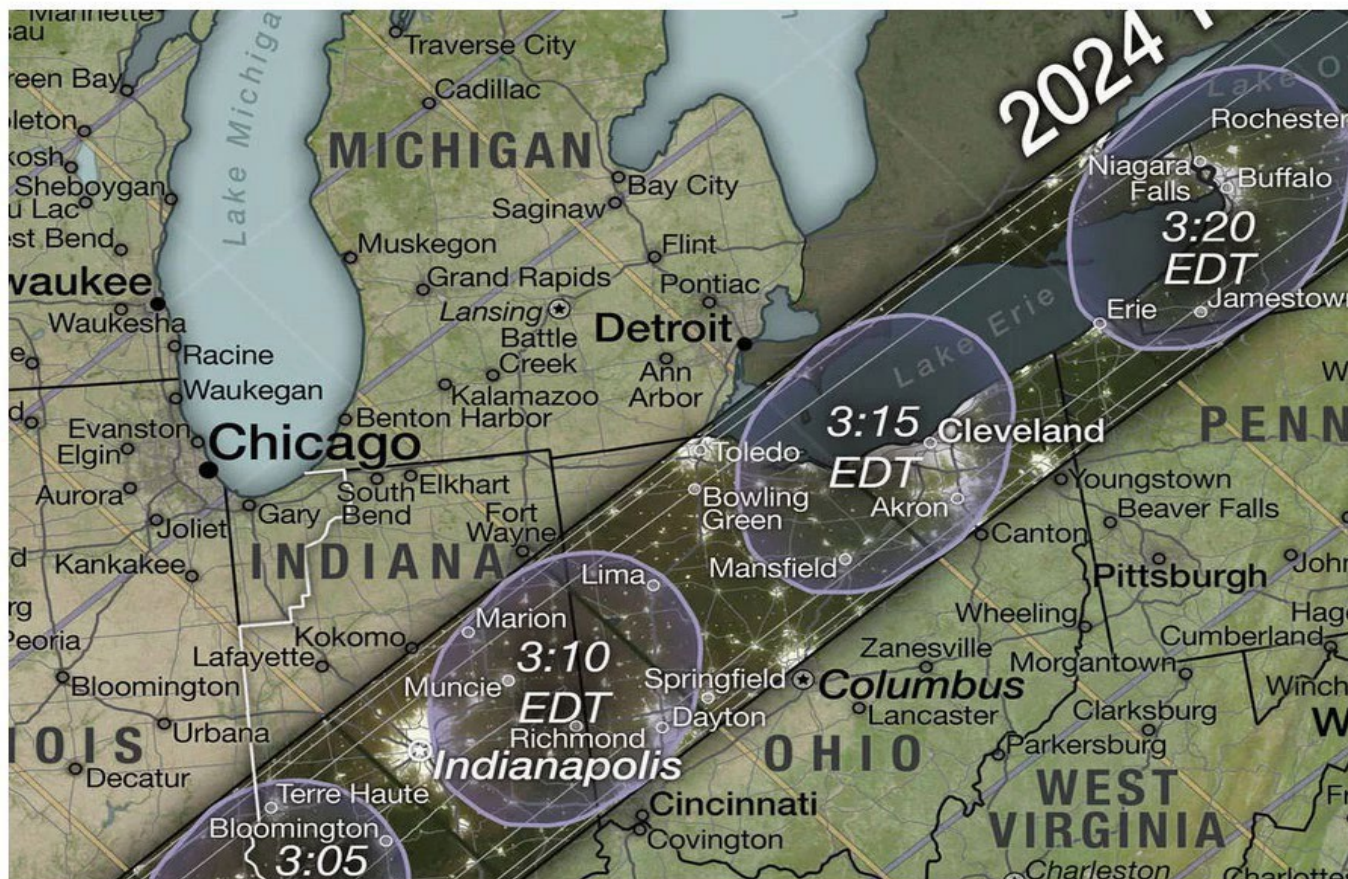 Marinette
Traverse City
2024
Lake O
Green Bay
Cadillac
Rochester
MICHIGAN
Niagara
Falls
Buffalo
Lake Michiga
Sheboygan
Bay City
Saginaw
3:20
EDT
Muskegon
Flint
Grand Rapids
Pontiac
Jamestown
Erie
Lansing
Waukesha
Detroit
Lake Erie
Battle
Creek
Racine
Ann
Arbor
Waukegan
Kalamazoo
Benton Harbor
Evanston
Chicago
3:15
EDT
Cleveland
PENN
Elgin
Toledo
Aurora
South
Bend
Elkhart
Bowling
Green
Akron
Youngstown
Gary
Fort
Wayne
Beaver Falls
Joliet
Canton
INDIANA
Kankakee
Lima
Mansfield
Pittsburgh
Marion
Wheeling
Peoria
Kokomo
3:10
EDT
Zanesville
Cumberland
Lafayette
Muncie
Springfield
Columbus
Morgantown
Bloomington
Dayton
Lancaster
Clarksburg
Urbana
Richmond
OIS
Indianapolis
OHIO
Parkersburg
Decatur
Terre Haute
Cincinnati
WEST
VIRGINIA
Bloomington
Covington
3:05
Charleston